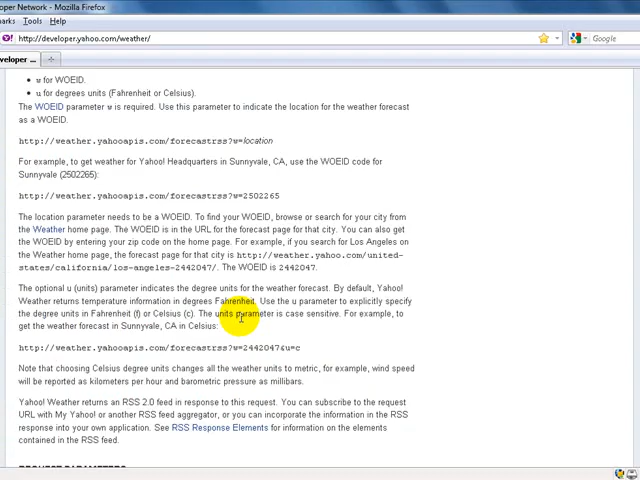 oper Network - Mozilla Firefox
arks Tools Help
http://developer.yahoo.com/weather/
Google
veloper ...
w for WOEID.
u for degrees units (Fahrenheit or Celsius).
The WOEID parameter w is required. Use this parameter to indicate the location for the weather forecast
as a WOEID.
http://weather.yahooapis.com/forecastrss?w=location
For example, to get weather for Yahoo! Headquarters in Sunnyvale, CA, use the WOEID code for
Sunnyvale (2502265):
http://weather.yahooapis.com/forecastrss?w=2502265
The location parameter needs to be a WOEID. To find your WOEID, browse or search for your city from
the Weather home page. The WOEID is in the URL for the forecast page for that city. You can also get
the WOEID by entering your zip code on the home page. For example, if you search for Los Angeles on
the Weather home page, the forecast page for that city is http://weather.yahoo.com/united-
states/california/los-angeles-2442047/. The WOEID is 2442047.
The optional u (units) parameter indicates the degree units for the weather forecast. By default, Yahoo!
Weather returns temperature information in degrees Fahrenheit. Use the u parameter to explicitly specify
the degree units in Fahrenheit (f) or Celsius (c). The units parameter is case sensitive. For example, to
get the weather forecast in Sunnyvale, CA in Celsius:
http://weather.yahooapis.com/forecastrss?w=2442047&u=c
Note that choosing Celsius degree units changes all the weather units to metric, for example, wind speed
will be reported as kilometers per hour and barometric pressure as millibars.
Yahoo! Weather returns an RSS 2.0 feed in response to this request. You can subscribe to the request
URL with My Yahoo! or another RSS feed aggregator, or you can incorporate the information in the RSS
response into your own application. See RSS Response Elements for information on the elements
contained in the RSS feed.
REQUEST PARAMETERS